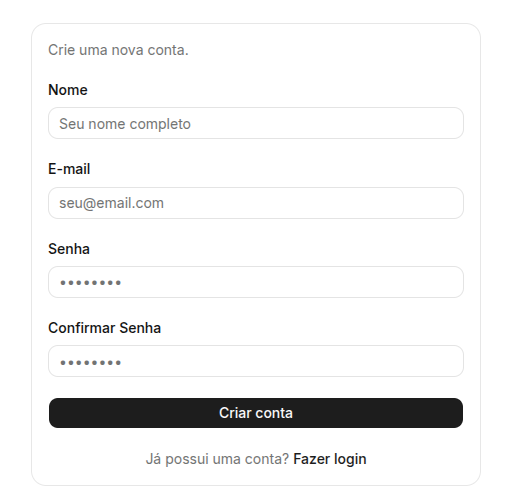 Crie uma nova conta.
Nome
Seu nome completo
E-mail
seu@email.com
Senha
••••••••
Confirmar Senha
••••••••
Criar conta
Já possui uma conta? Fazer login